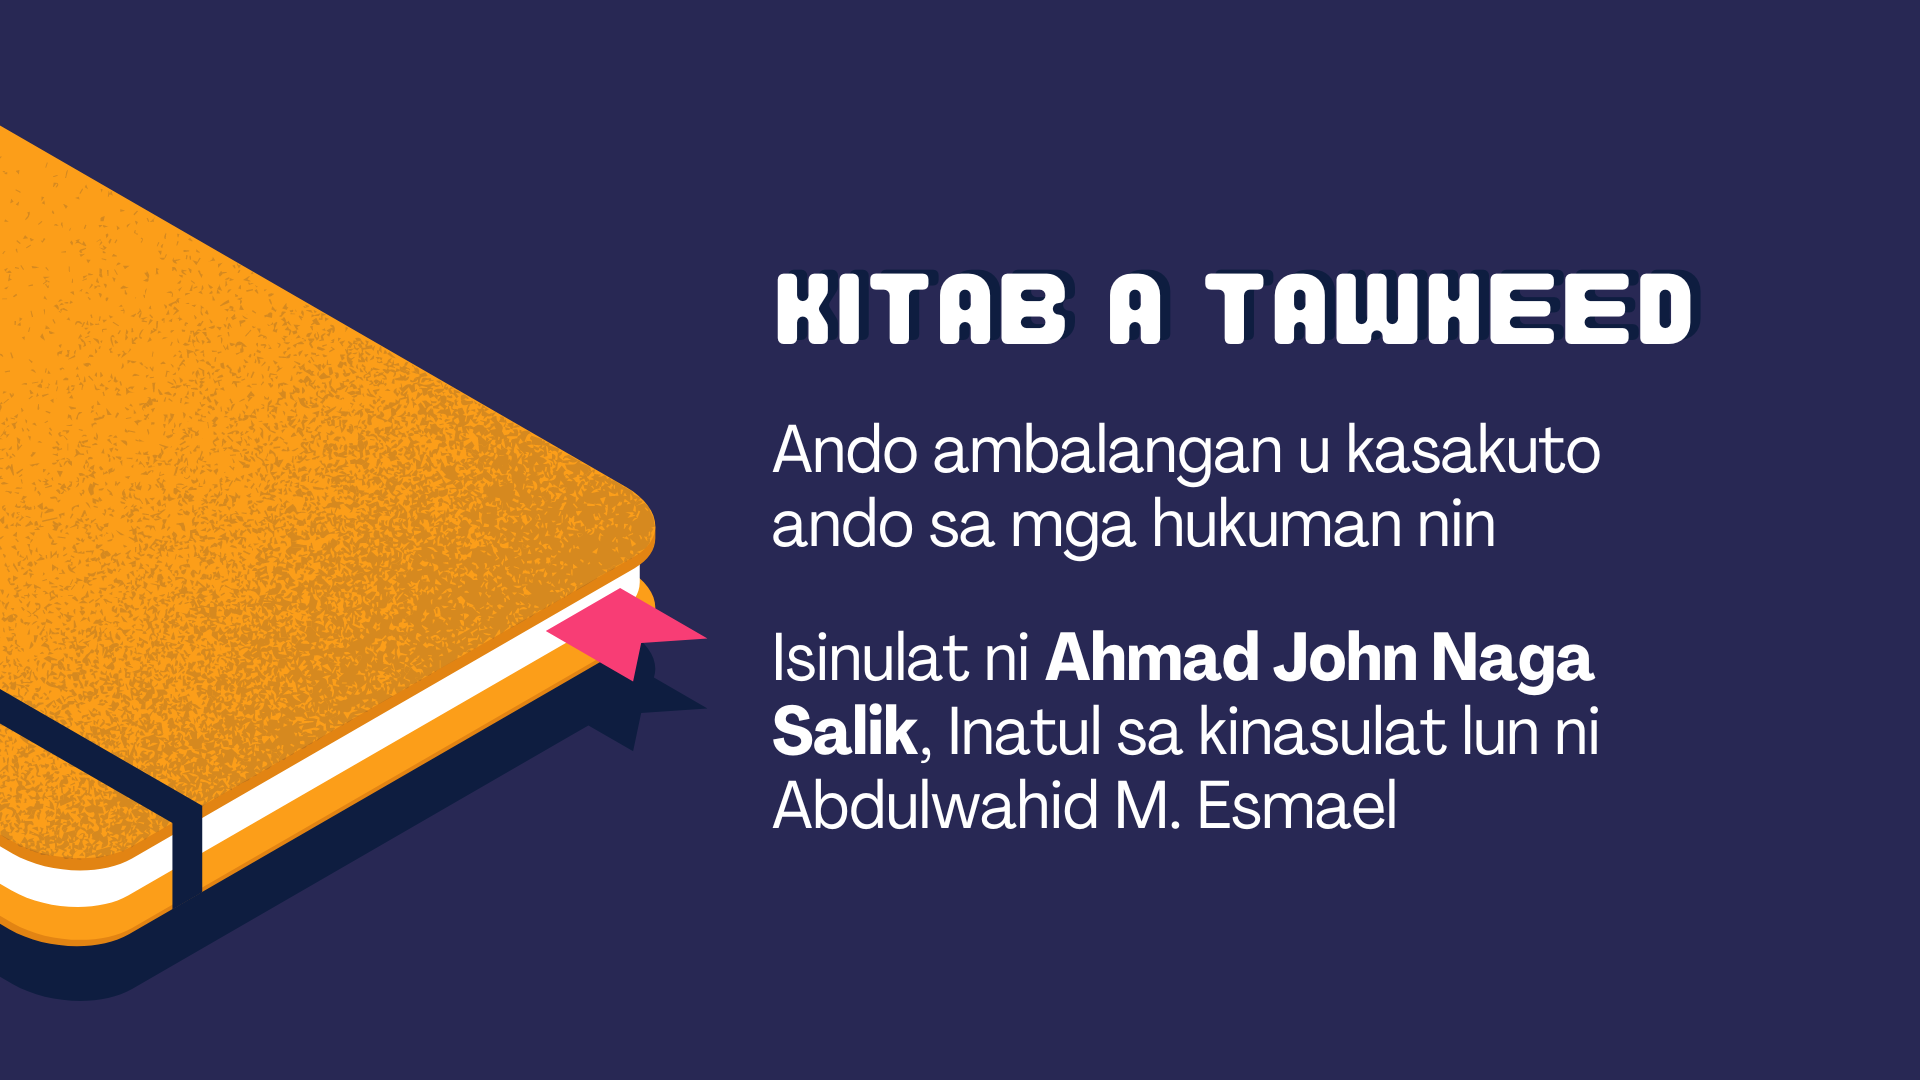 KITAB A TAWHEED
Ando ambalangan u kasakuto
ando sa mga hukuman nin
Isinulat ni Ahmad John Naga
Salik, Inatul sa kinasulat lun ni
Abdulwahid M. Esmael